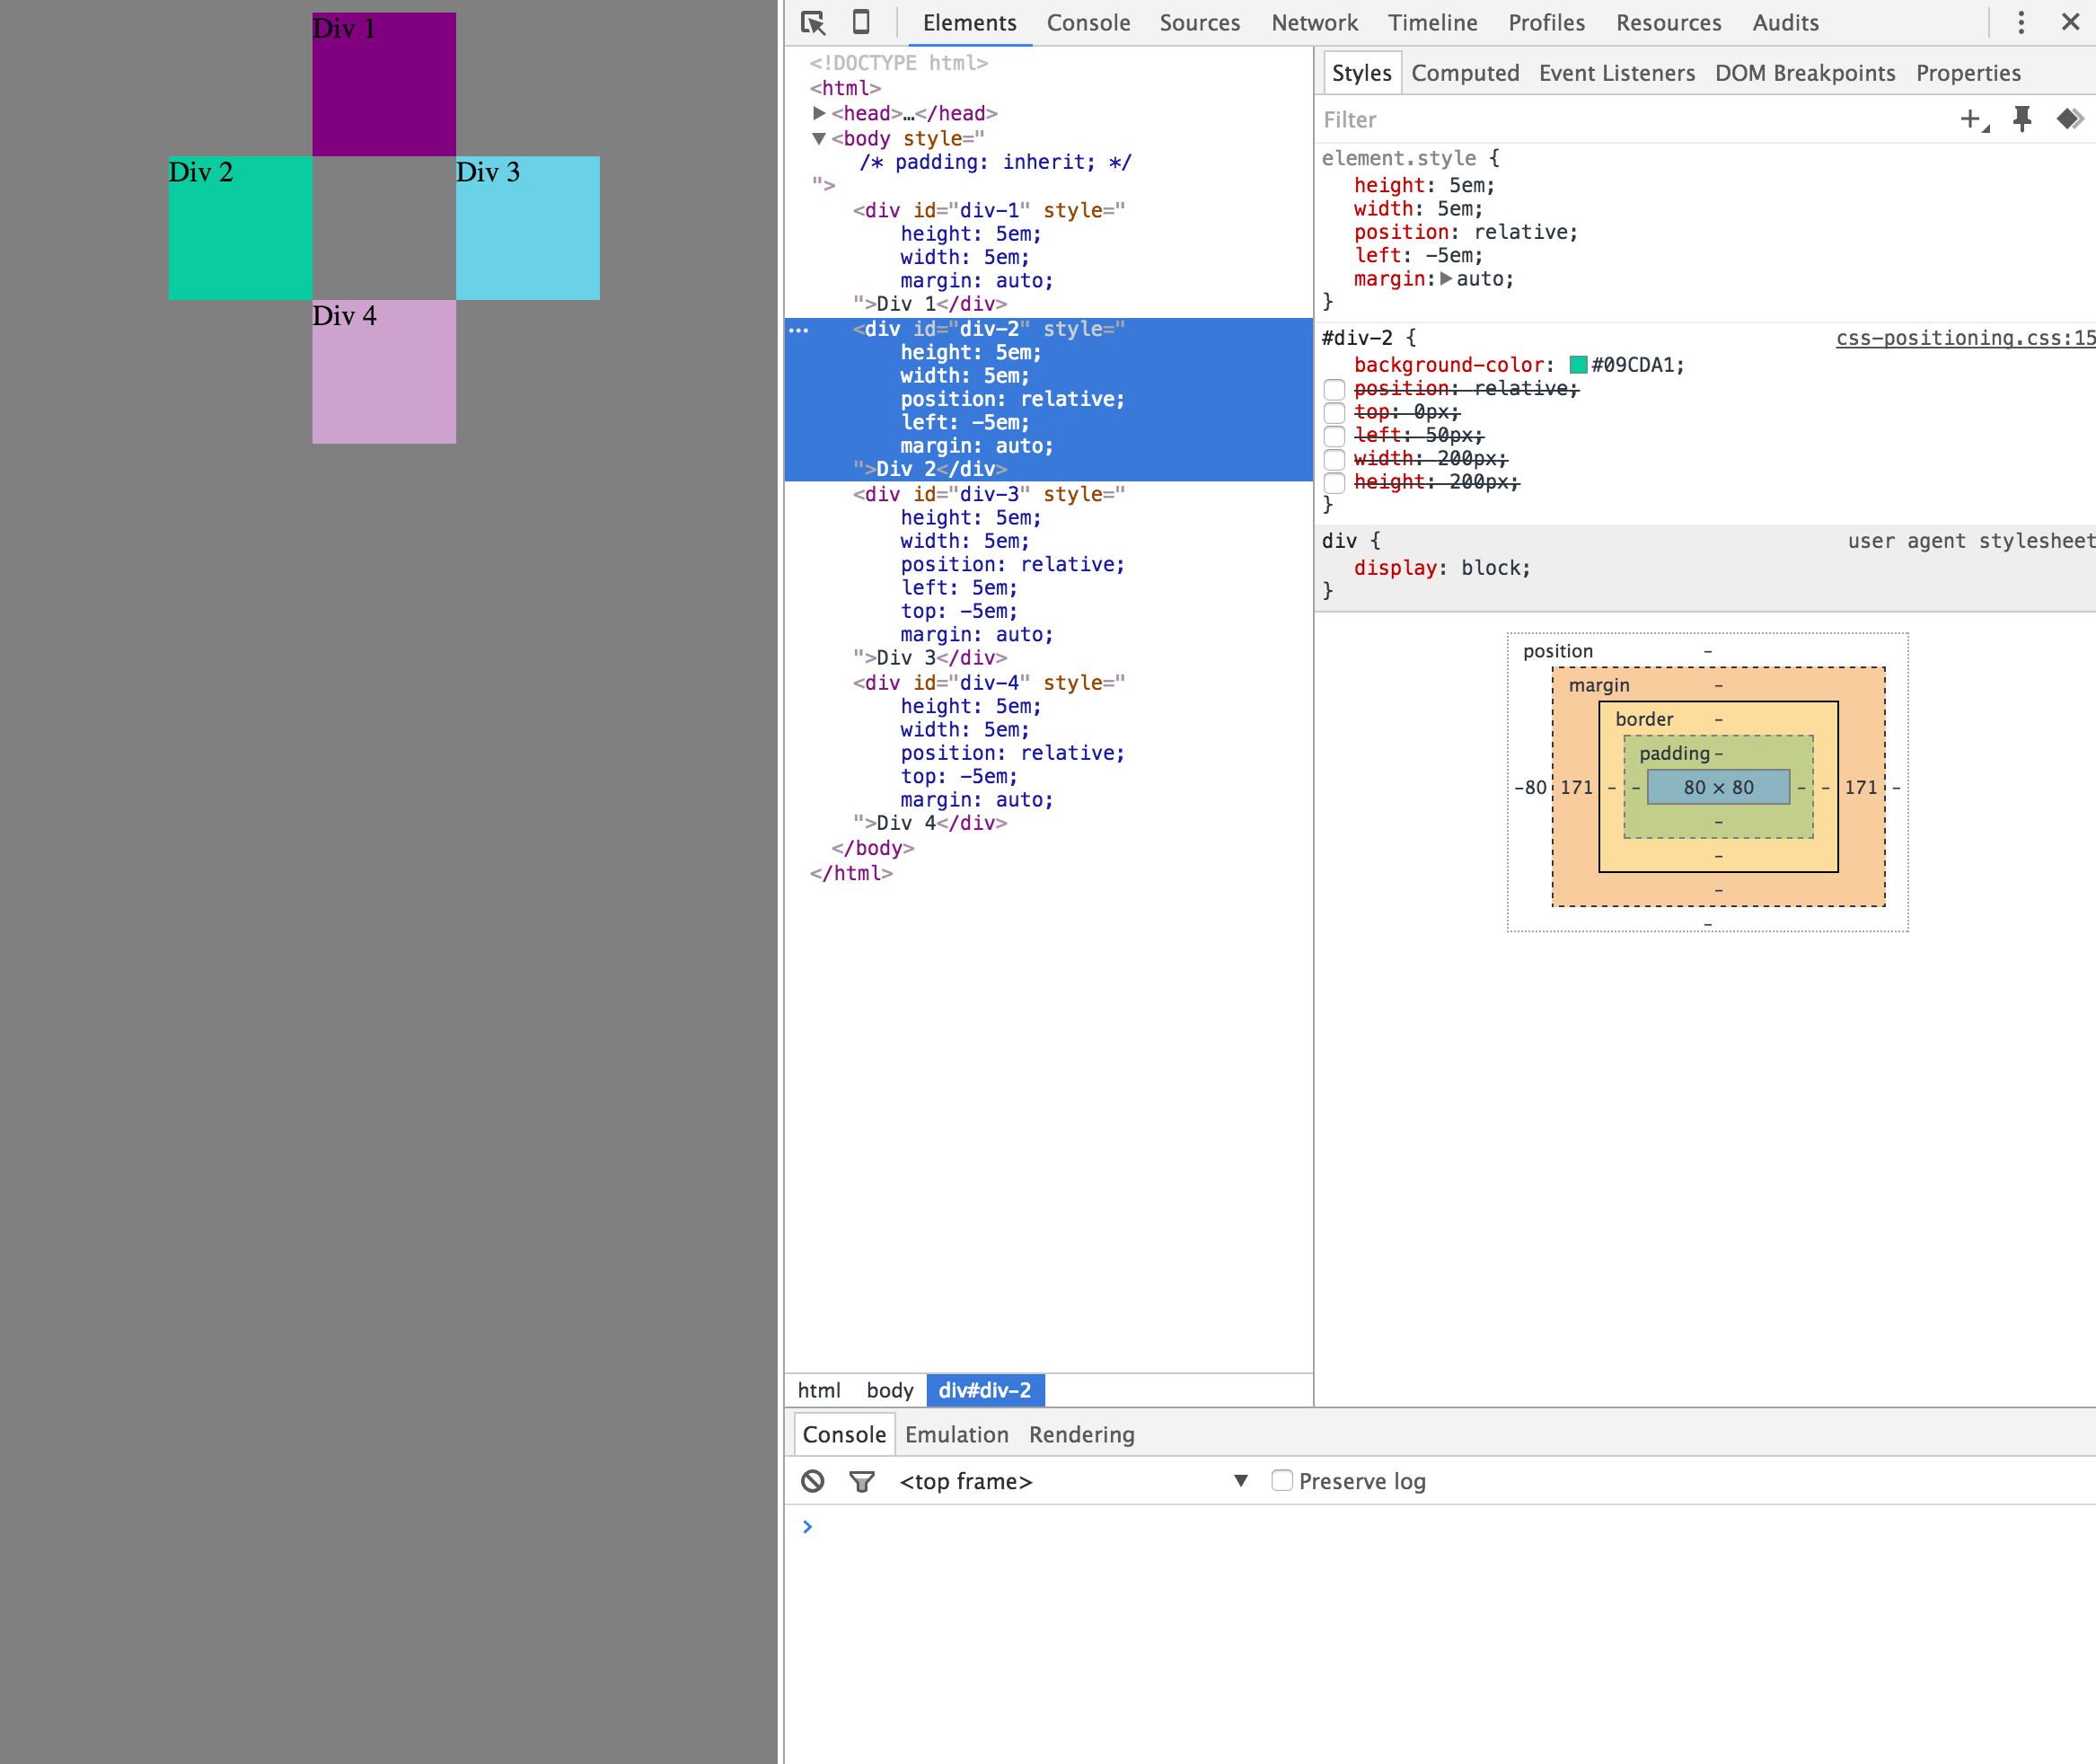 Div 1
Div 2
Div 3
Div 4
Elements Console Sources Network Timeline Profiles Resources Audits
<!DOCTYPE html>
<html>
<head>…</head>
<body style="
/* padding: inherit; */
">
<div id="div-1" style="
height: 5em;
width: 5em;
margin: auto;
">Div 1</div>
<div id="div-2" style="
height: 5em;
width: 5em;
position: relative;
left: -5em;
margin: auto;
">Div 2</div>
<div id="div-3" style="
height: 5em;
width: 5em;
position: relative;
left: 5em;
top: -5em;
margin: auto;
">Div 3</div>
<div id="div-4" style="
height: 5em;
width: 5em;
position: relative;
top: -5em;
margin: auto;
">Div 4</div>
</body>
</html>
html body div#div-2
Styles Computed Event Listeners DOM Breakpoints Properties
Filter
element.style {
height: 5em;
width: 5em;
position: relative;
left: -5em;
margin: auto;
}
#div-2 { css-positioning.css:15
background-color: #09CDA1;
position: relative;
top: 0px;
left: 50px;
width: 200px;
height: 200px;
}
div { user agent stylesheet
display: block;
}
position -
margin -
border -
padding -
-80 171 - - 80 × 80 - - 171 -
-
-
-
-
Console Emulation Rendering
<top frame> Preserve log